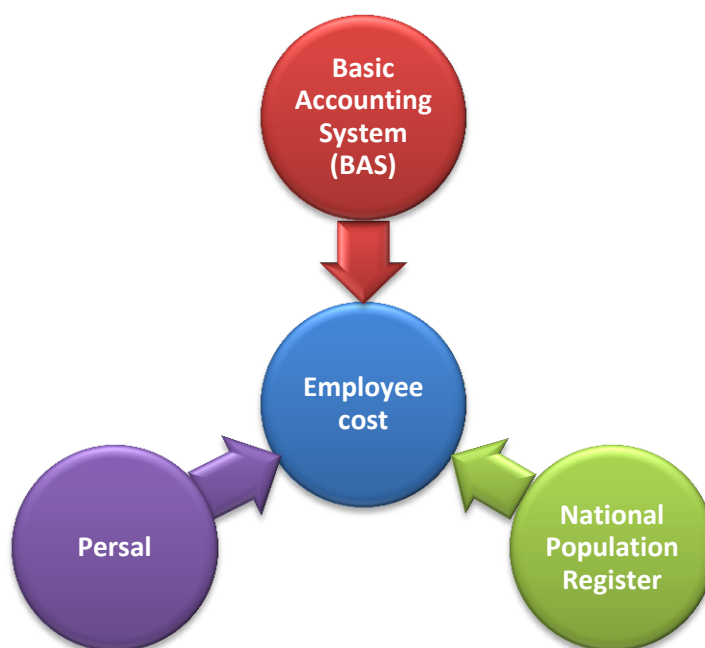 Basic
Accounting
System
(BAS)
Employee
cost
Persal
National
Population
Register